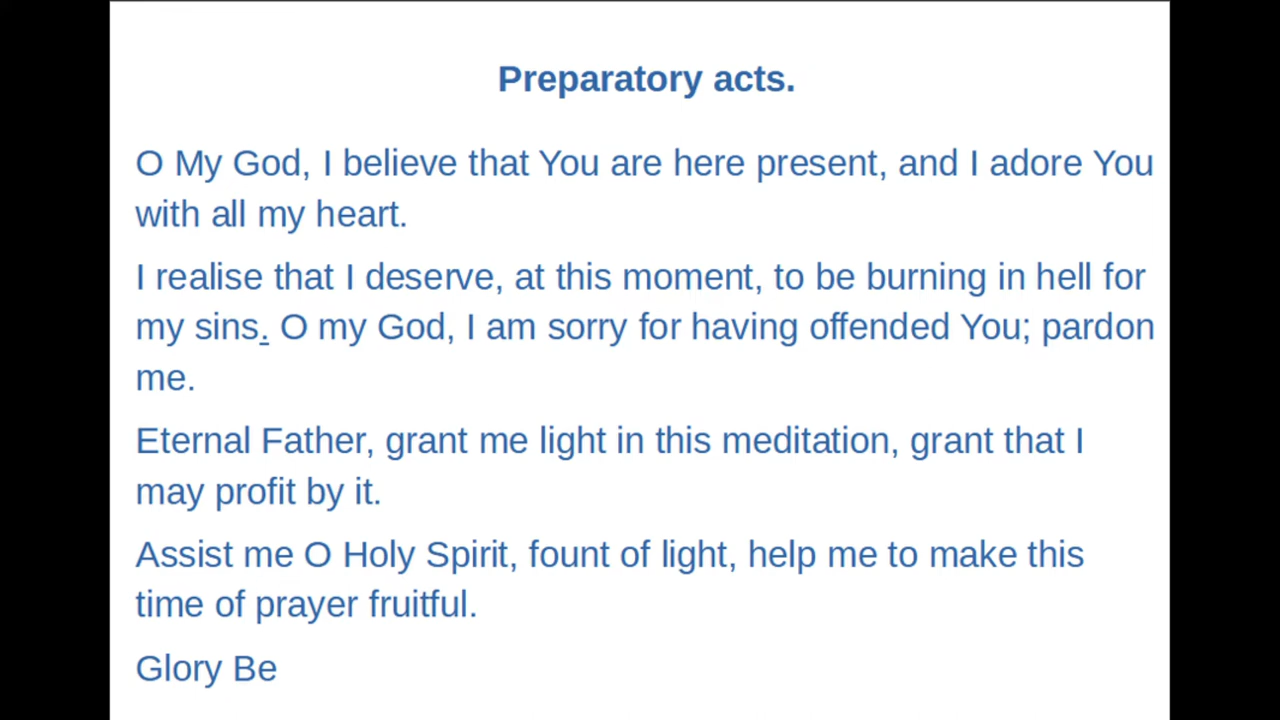 Preparatory acts.
O My God, I believe that You are here present, and I adore You
with all my heart.
I realise that I deserve, at this moment, to be burning in hell for
my sins. O my God, I am sorry for having offended You; pardon
me.
Eternal Father, grant me light in this meditation, grant that I
may profit by it.
Assist me O Holy Spirit, fount of light, help me to make this
time of prayer fruitful.
Glory Be